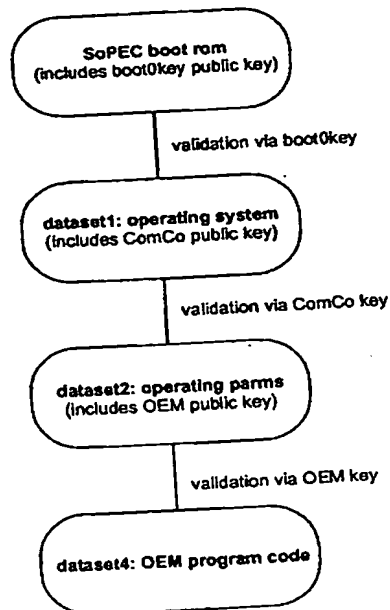 SoPEC boot rom
(includes boot0key public key)
validation via boot0key
dataset1: operating system
(includes ComCo public key)
validation via ComCo key
dataset2: operating parms
(includes OEM public key)
validation via OEM key
dataset4: OEM program code